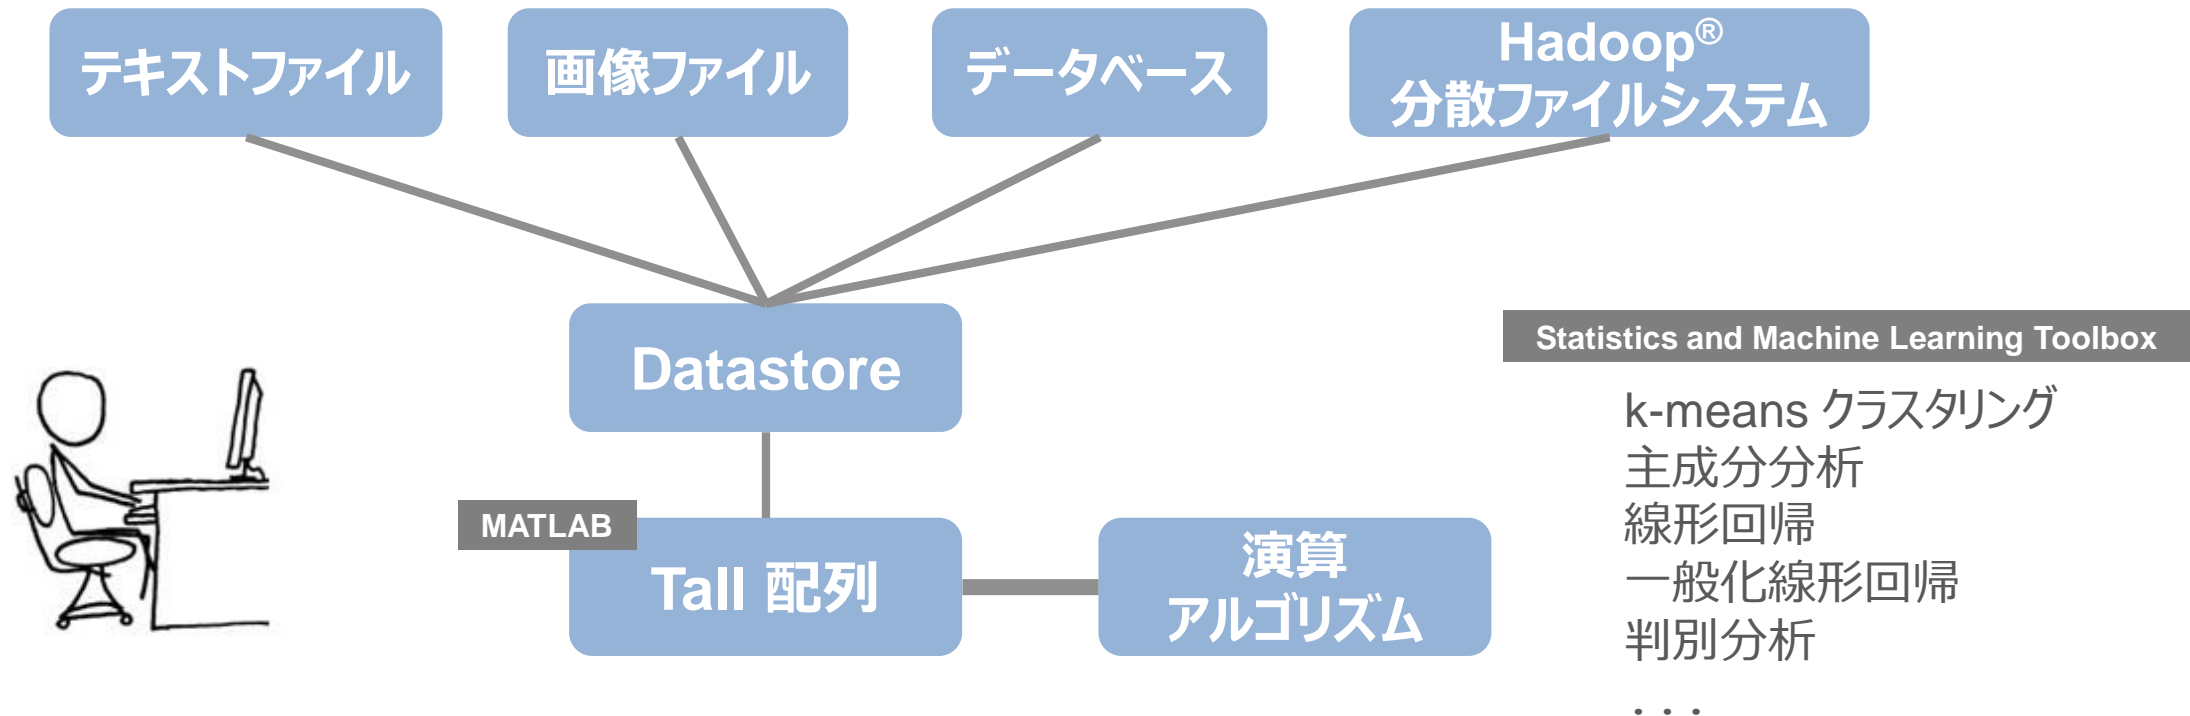 テキストファイル
画像ファイル
データベース
Hadoop®
分散ファイルシステム
Datastore
MATLAB
Tall 配列
演算
アルゴリズム
Statistics and Machine Learning Toolbox
k-means クラスタリング
主成分分析
線形回帰
一般化線形回帰
判別分析
...